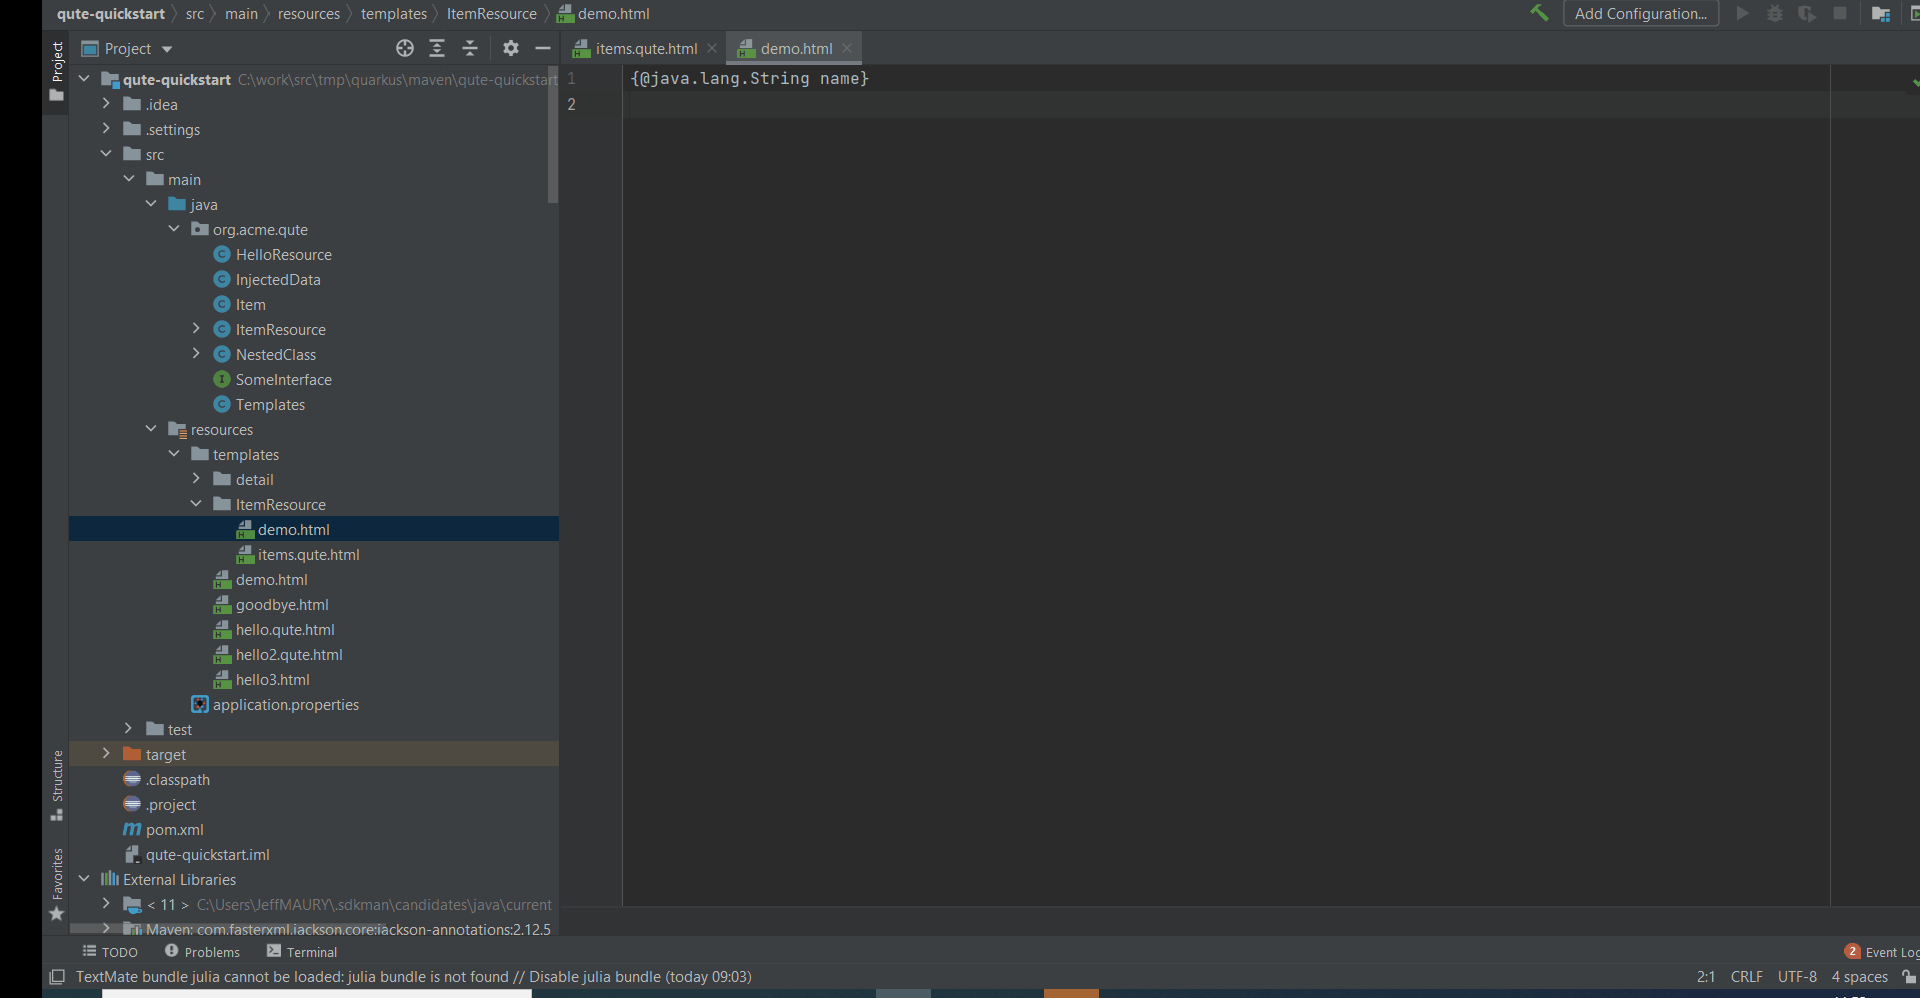 qute-quickstart src main resources templates ItemResource demo.html
Add Configuration...
Project
Project
items.qute.html
demo.html
qute-quickstart C:\work\src\tmp\quarkus\maven\qute-quickstart
.idea
.settings
src
main
java
org.acme.qute
HelloResource
InjectedData
Item
ItemResource
NestedClass
SomeInterface
Templates
resources
templates
detail
ItemResource
demo.html
items.qute.html
demo.html
goodbye.html
hello.qute.html
hello2.qute.html
hello3.html
application.properties
test
target
.classpath
.project
pom.xml
qute-quickstart.iml
External Libraries
< 11 > C:\Users\JeffMAURY\.sdkman\candidates\java\current
Maven: com.fasterxml.jackson.core:jackson-annotations:2.12.5
1 {@java.lang.String name}
2
Structure
Favorites
TODO
Problems
Terminal
2 Event Log
TextMate bundle julia cannot be loaded: julia bundle is not found // Disable julia bundle (today 09:03)
2:1 CRLF UTF-8 4 spaces